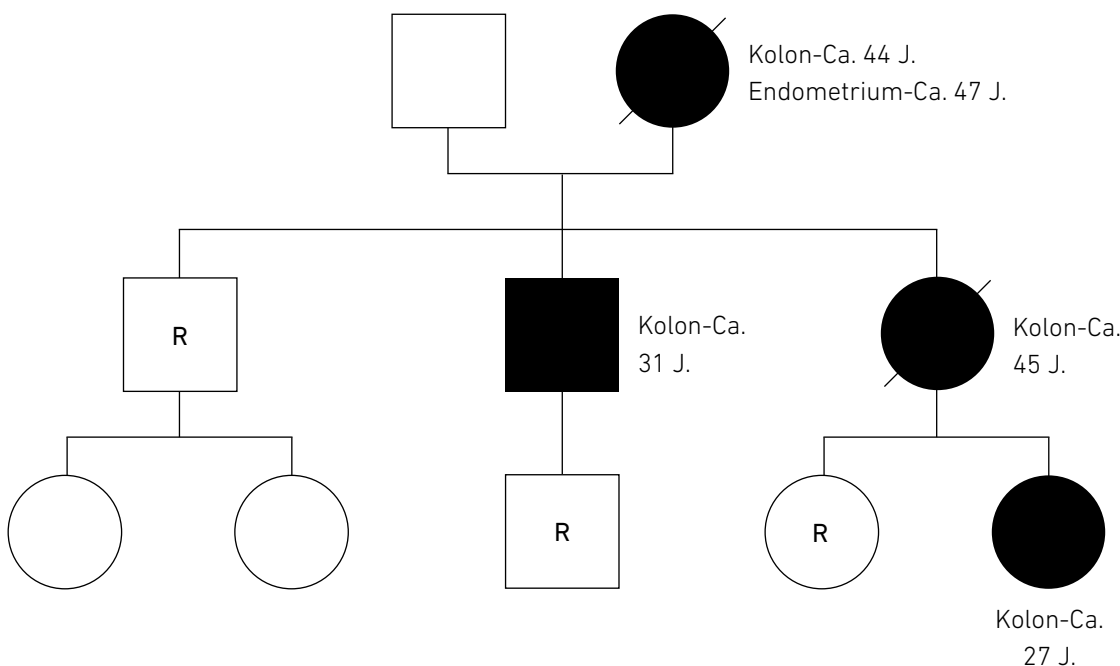 Kolon-Ca. 44 J.
Endometrium-Ca. 47 J.
R
Kolon-Ca.
31 J.
Kolon-Ca.
45 J.
R
R
Kolon-Ca.
27 J.